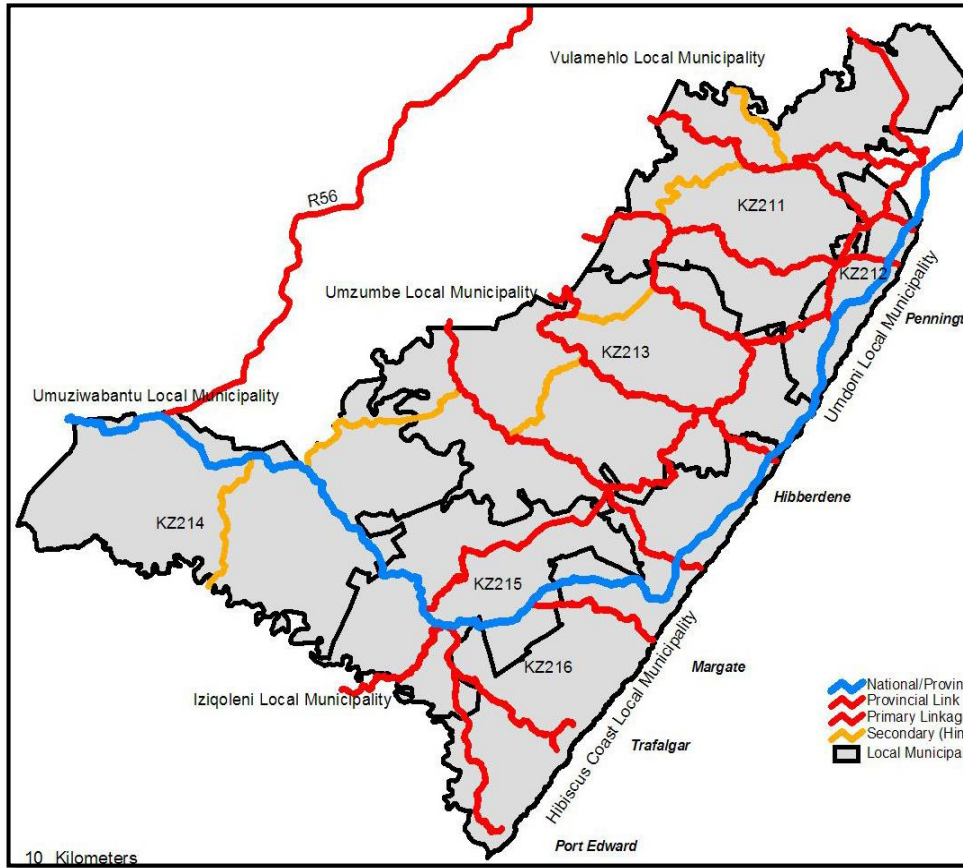 Vulamehlo Local Municipality
R56
KZ211
KZ212
Umzumbe Local Municipality
Umdoni Local Municipality
Penningt
KZ213
Umuziwabantu Local Municipality
Hibberdene
KZ214
KZ215
KZ216
Margate
Iziqoleni Local Municipality
Hibiscus Coast Local Municipality
Trafalgar
Port Edward
National/Provin
Provincial Link
Primary Linkag
Secondary (Hin
Local Municipa
10 Kilometers